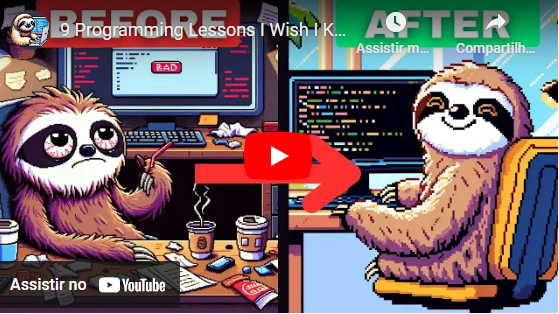 BEFORE
AFTER
9 Programming Lessons I Wish I K...
Assistir m...
Compartilh...
BAD
Assistir no YouTube